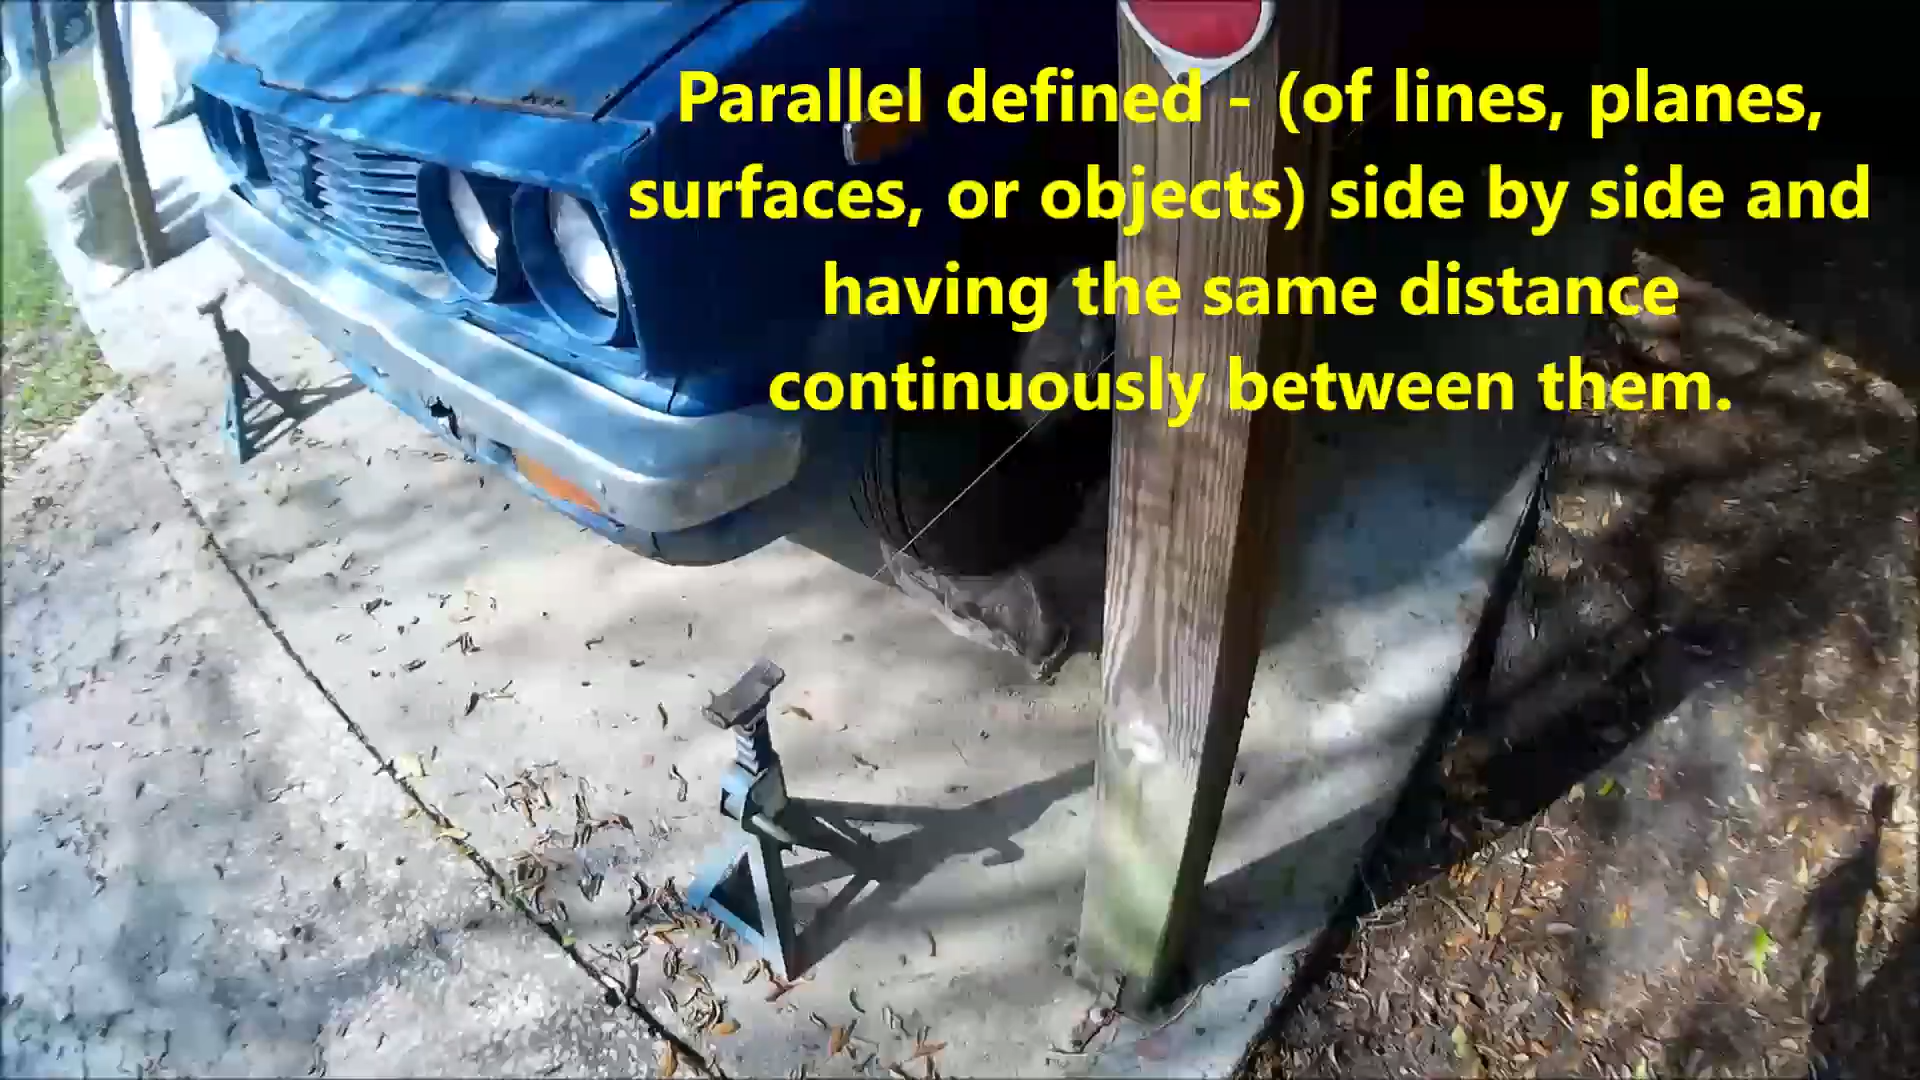 Parallel defined - (of lines, planes,
surfaces, or objects) side by side and
having the same distance
continuously between them.